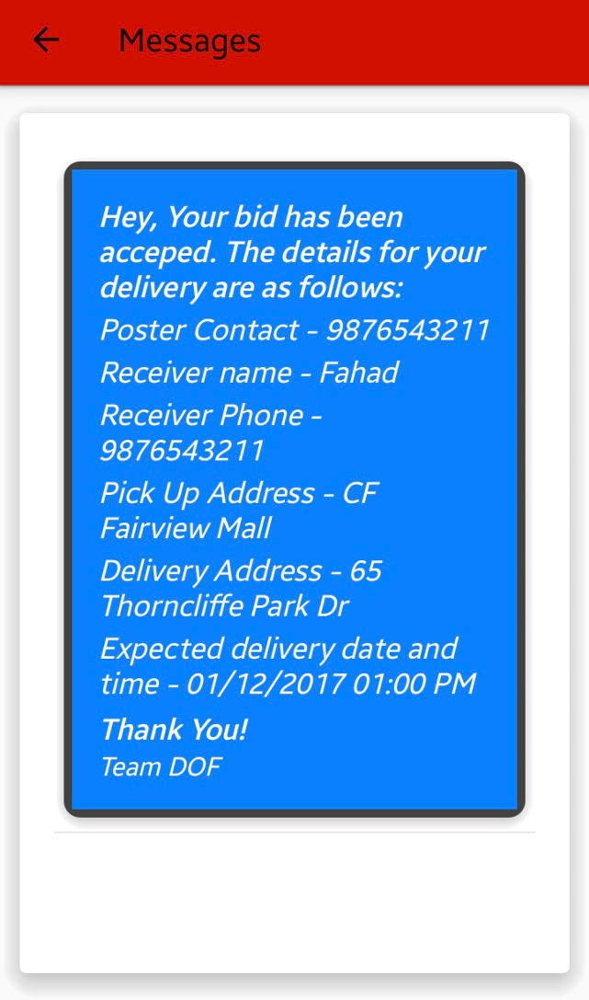 Messages
Hey, Your bid has been
acceped. The details for your
delivery are as follows:
Poster Contact - 9876543211
Receiver name - Fahad
Receiver Phone -
9876543211
Pick Up Address - CF
Fairview Mall
Delivery Address - 65
Thorncliffe Park Dr
Expected delivery date and
time - 01/12/2017 01:00 PM
Thank You!
Team DOF